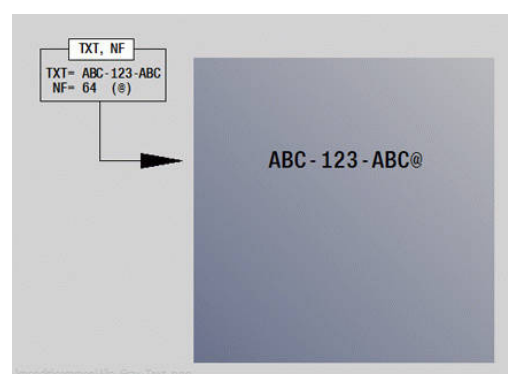 TXT, NF
TXT= ABC-123-ABC
NF= 64 (@)
ABC-123-ABC@